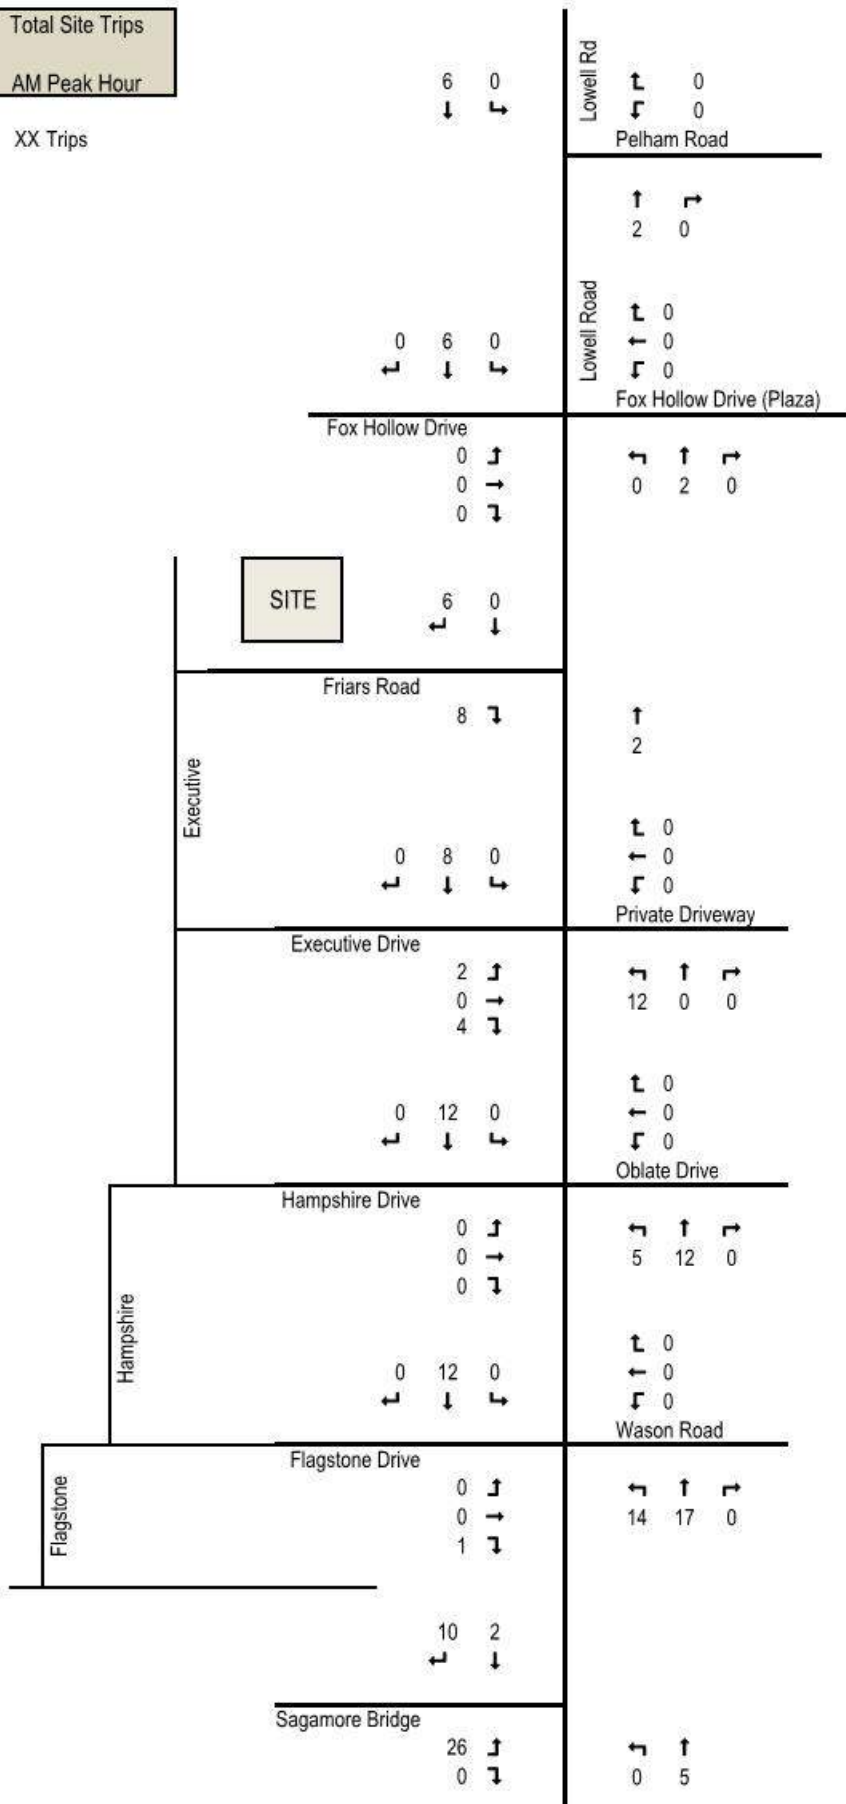 Total Site Trips
AM Peak Hour
XX Trips
Lowell Rd
6 0
0
0
Pelham Road
2 0
Lowell Road
0
0 6 0
0
0
Fox Hollow Drive (Plaza)
Fox Hollow Drive
0
0
0
0 2 0
SITE
6 0
Friars Road
8
2
Executive
0
0 8 0
0
0
Private Driveway
Executive Drive
2
0
4
12 0 0
0
0 12 0
0
0
Oblate Drive
Hampshire Drive
0
0
0
5 12 0
Hampshire
0
0 12 0
0
0
Wason Road
Flagstone Drive
0
0
1
14 17 0
Flagstone
10 2
Sagamore Bridge
26
0
0 5